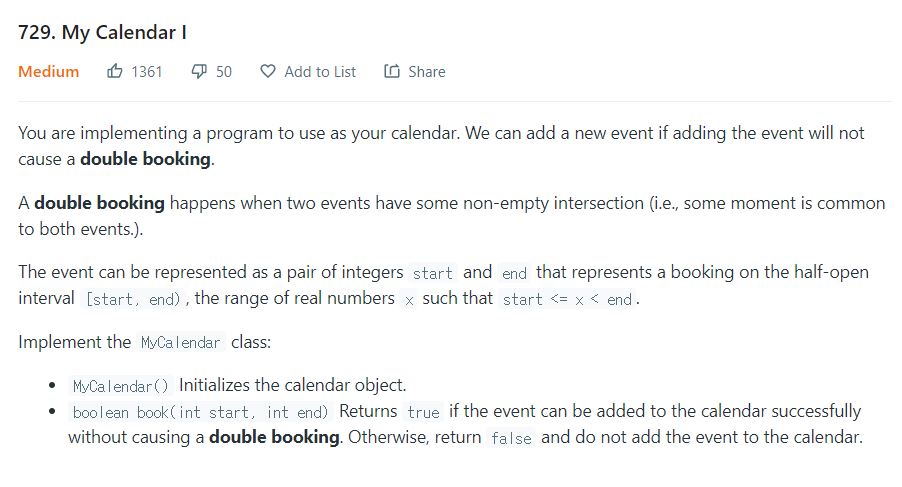 729. My Calendar I
Medium 1361 50 Add to List Share
You are implementing a program to use as your calendar. We can add a new event if adding the event will not
cause a double booking.
A double booking happens when two events have some non-empty intersection (i.e., some moment is common
to both events.).
The event can be represented as a pair of integers start and end that represents a booking on the half-open
interval [start, end), the range of real numbers x such that start <= x < end.
Implement the MyCalendar class:
• MyCalendar() Initializes the calendar object.
• boolean book(int start, int end) Returns true if the event can be added to the calendar successfully
without causing a double booking. Otherwise, return false and do not add the event to the calendar.